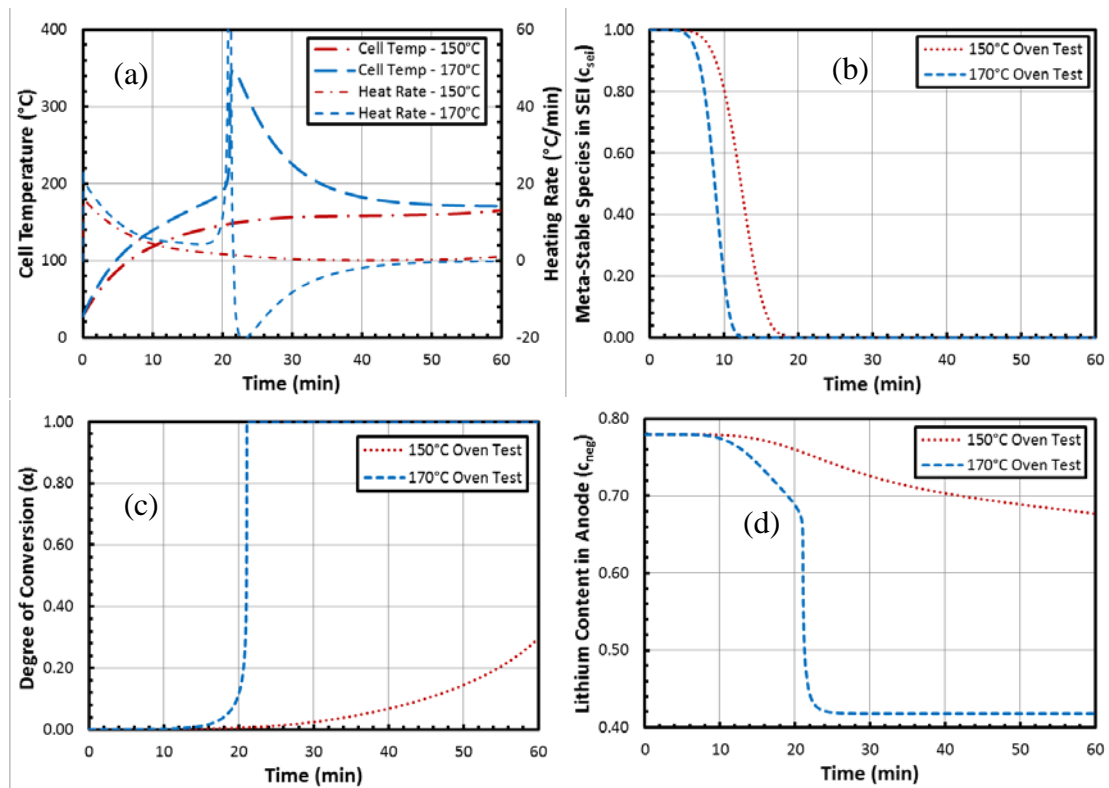 400
300
200
100
0
Cell Temperature (°C)
(a)
Cell Temp - 150°C
Cell Temp - 170°C
Heat Rate - 150°C
Heat Rate - 170°C
60
40
20
0
-20
Heating Rate (°C/min)
0 10 20 30 40 50 60
Time (min)
1.00
0.80
0.60
0.40
0.20
0.00
Meta-Stable Species in SEI (csei)
(b)
150°C Oven Test
170°C Oven Test
0 10 20 30 40 50 60
Time (min)
1.00
0.80
0.60
0.40
0.20
0.00
Degree of Conversion (α)
(c)
150°C Oven Test
170°C Oven Test
0 10 20 30 40 50 60
Time (min)
0.80
0.70
0.60
0.50
0.40
Lithium Content in Anode (cneg)
(d)
150°C Oven Test
170°C Oven Test
0 10 20 30 40 50 60
Time (min)